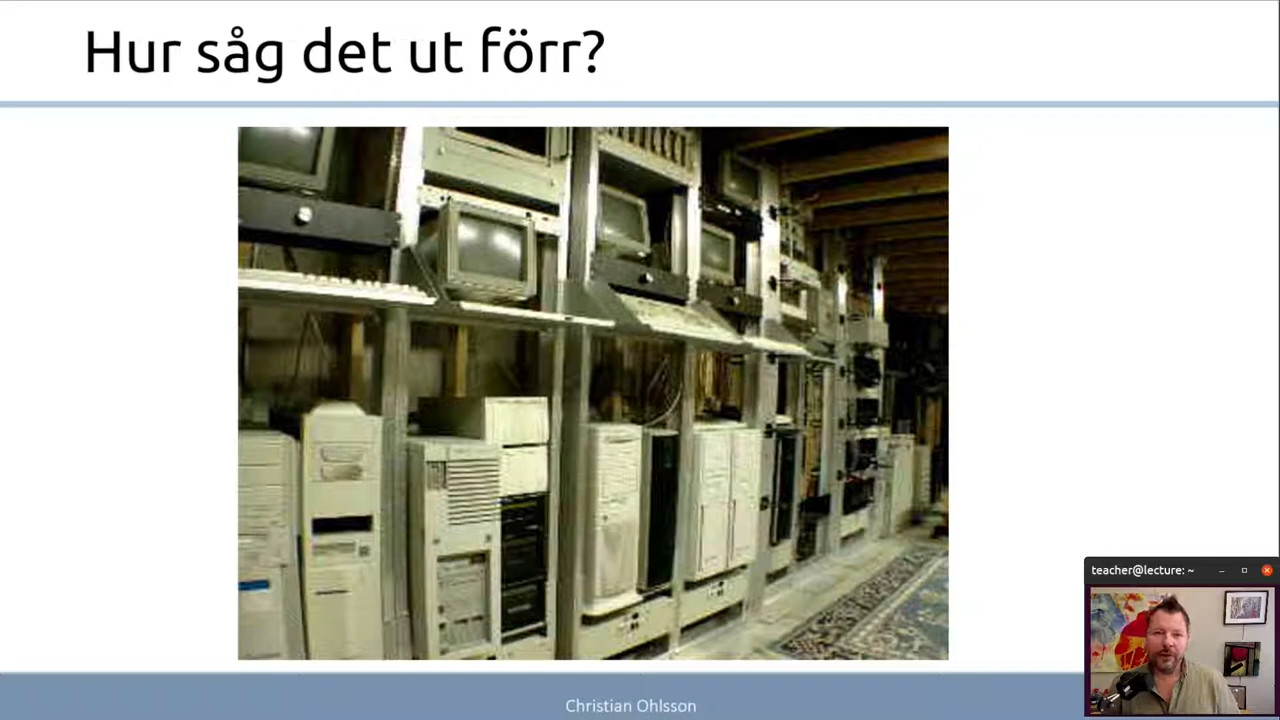 Hur såg det ut förr?
teacher@lecture: ~
Christian Ohlsson